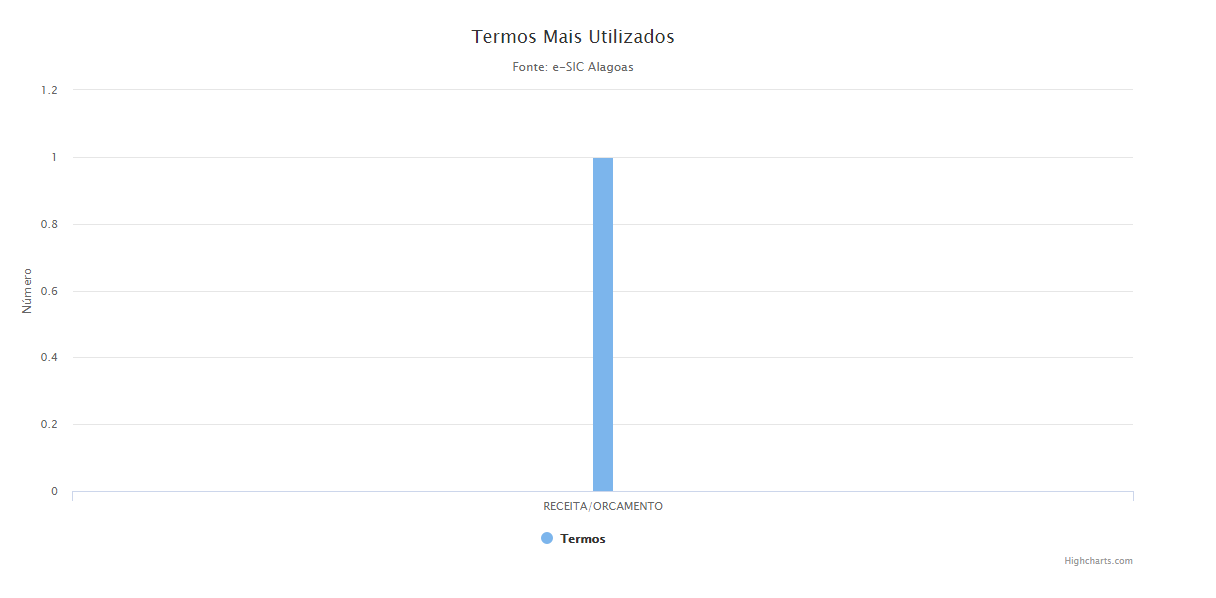 Termos Mais Utilizados
Fonte: e-SIC Alagoas
1.2
1
0.8
0.6
0.4
0.2
0
Número
RECEITA/ORCAMENTO
Termos
Highcharts.com